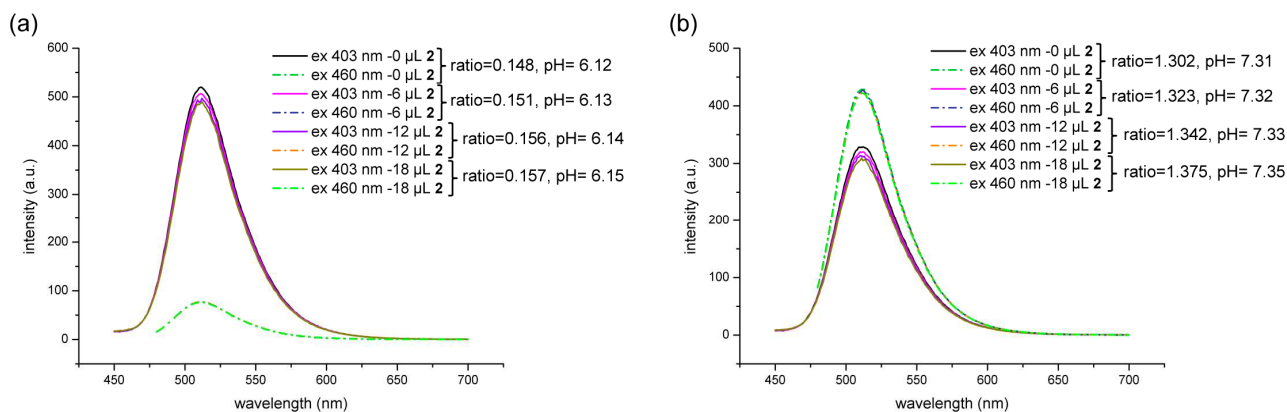 (a)
ex 403 nm -0 µL 2
ex 460 nm -0 µL 2
ratio=0.148, pH= 6.12
ex 403 nm -6 µL 2
ex 460 nm -6 µL 2
ratio=0.151, pH= 6.13
ex 403 nm -12 µL 2
ex 460 nm -12 µL 2
ratio=0.156, pH= 6.14
ex 403 nm -18 µL 2
ex 460 nm -18 µL 2
ratio=0.157, pH= 6.15
600
500
400
300
200
100
0
intensity (a.u.)
450 500 550 600 650 700
wavelength (nm)
(b)
ex 403 nm -0 µL 2
ex 460 nm -0 µL 2
ratio=1.302, pH= 7.31
ex 403 nm -6 µL 2
ex 460 nm -6 µL 2
ratio=1.323, pH= 7.32
ex 403 nm -12 µL 2
ex 460 nm -12 µL 2
ratio=1.342, pH= 7.33
ex 403 nm -18 µL 2
ex 460 nm -18 µL 2
ratio=1.375, pH= 7.35
500
400
300
200
100
0
intensity (a.u.)
450 500 550 600 650 700
wavelength (nm)